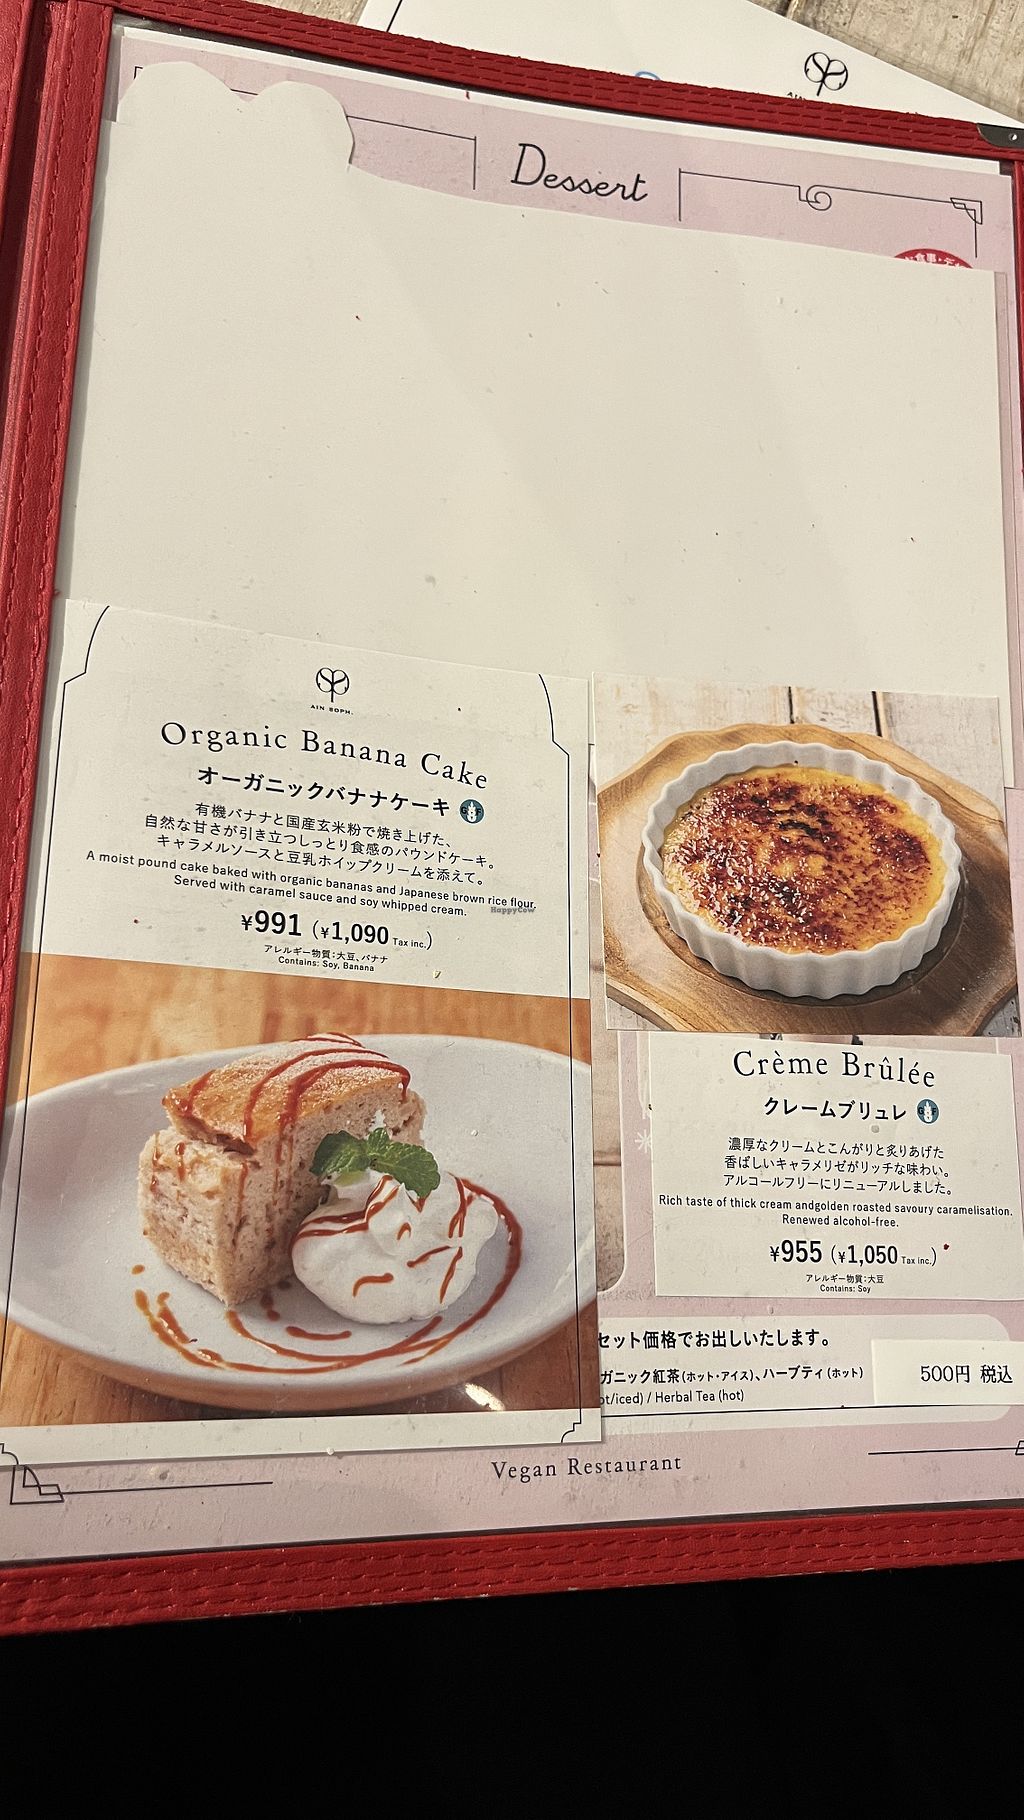 Dessert
AIN SOPH.
Organic Banana Cake
オーガニックバナナケーキ GF
有機バナナと国産玄米粉で焼き上げた、
自然な甘さが引き立つしっとり食感のパウンドケーキ。
キャラメルソースと豆乳ホイップクリームを添えて。
A moist pound cake baked with organic bananas and Japanese brown rice flour.
Served with caramel sauce and soy whipped cream.
HappyCow
¥991 (¥1,090 Tax inc.)
アレルギー物質:大豆、バナナ
Contains: Soy, Banana
Crème Brûlée
クレームブリュレ GF
濃厚なクリームとこんがりと炙りあげた
香ばしいキャラメリゼがリッチな味わい。
アルコールフリーにリニューアルしました。
Rich taste of thick cream andgolden roasted savoury caramelisation.
Renewed alcohol-free.
¥955 (¥1,050 Tax inc.)
アレルギー物質:大豆
Contains: Soy
セット価格でお出しいたします。
ガニック紅茶(ホット・アイス)、ハーブティ(ホット)
ot/iced) / Herbal Tea (hot)
500円 税込
Vegan Restaurant